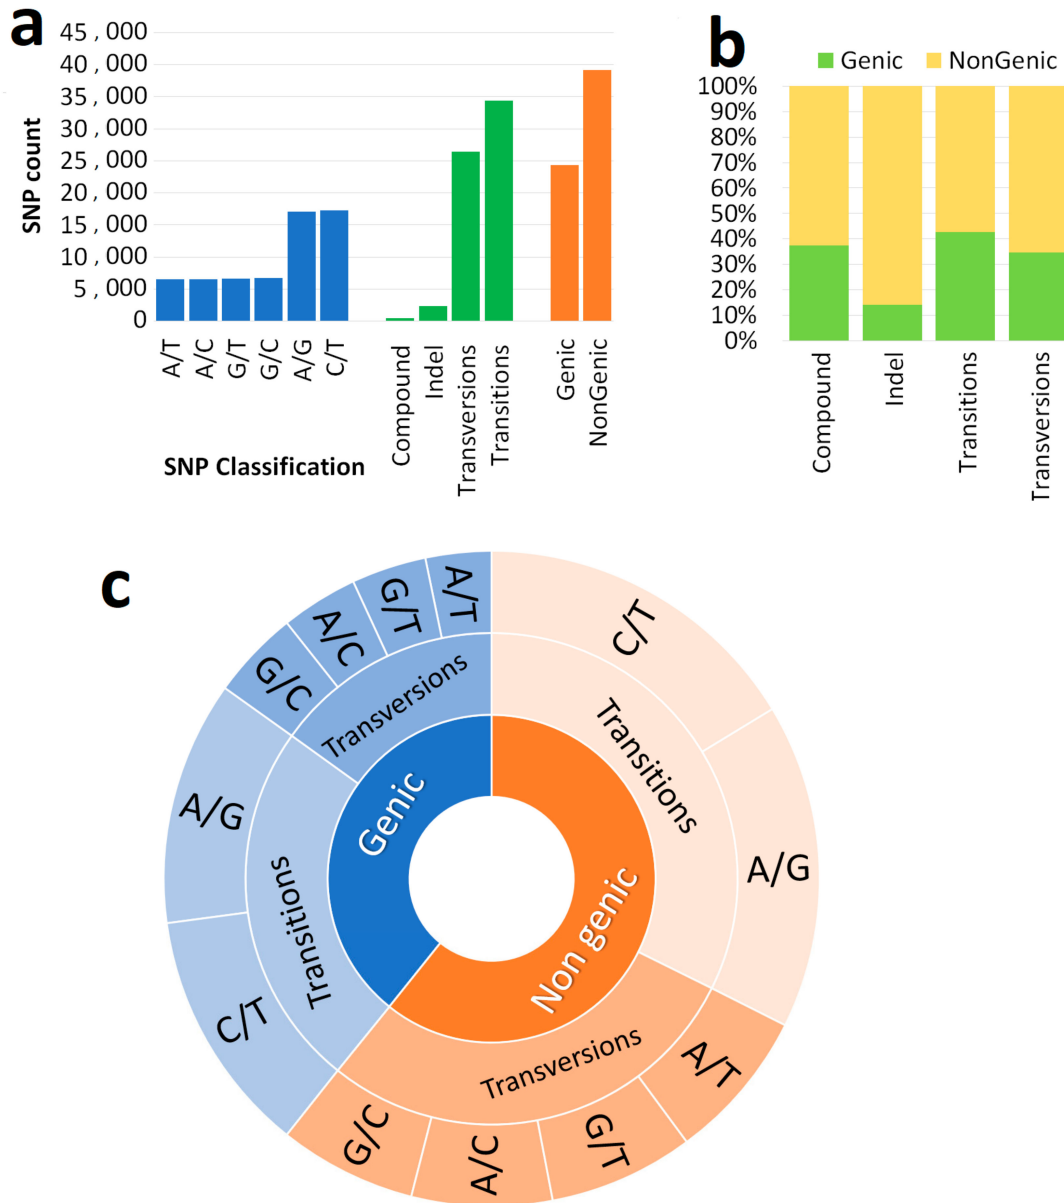 a
SNP count
45 , 000
40 , 000
35 , 000
30 , 000
25 , 000
20 , 000
15 , 000
10 , 000
5 , 000
0
A/T
A/C
G/T
G/C
A/G
C/T
Compound
Indel
Transversions
Transitions
Genic
NonGenic
SNP Classification
b
Genic
NonGenic
100%
90%
80%
70%
60%
50%
40%
30%
20%
10%
0%
Compound
Indel
Transitions
Transversions
c
C/T
A/G
Transitions
A/T
G/T
A/C
G/C
Transversions
Non genic
C/T
A/G
Transitions
G/C
A/C
G/T
A/T
Transversions
Genic